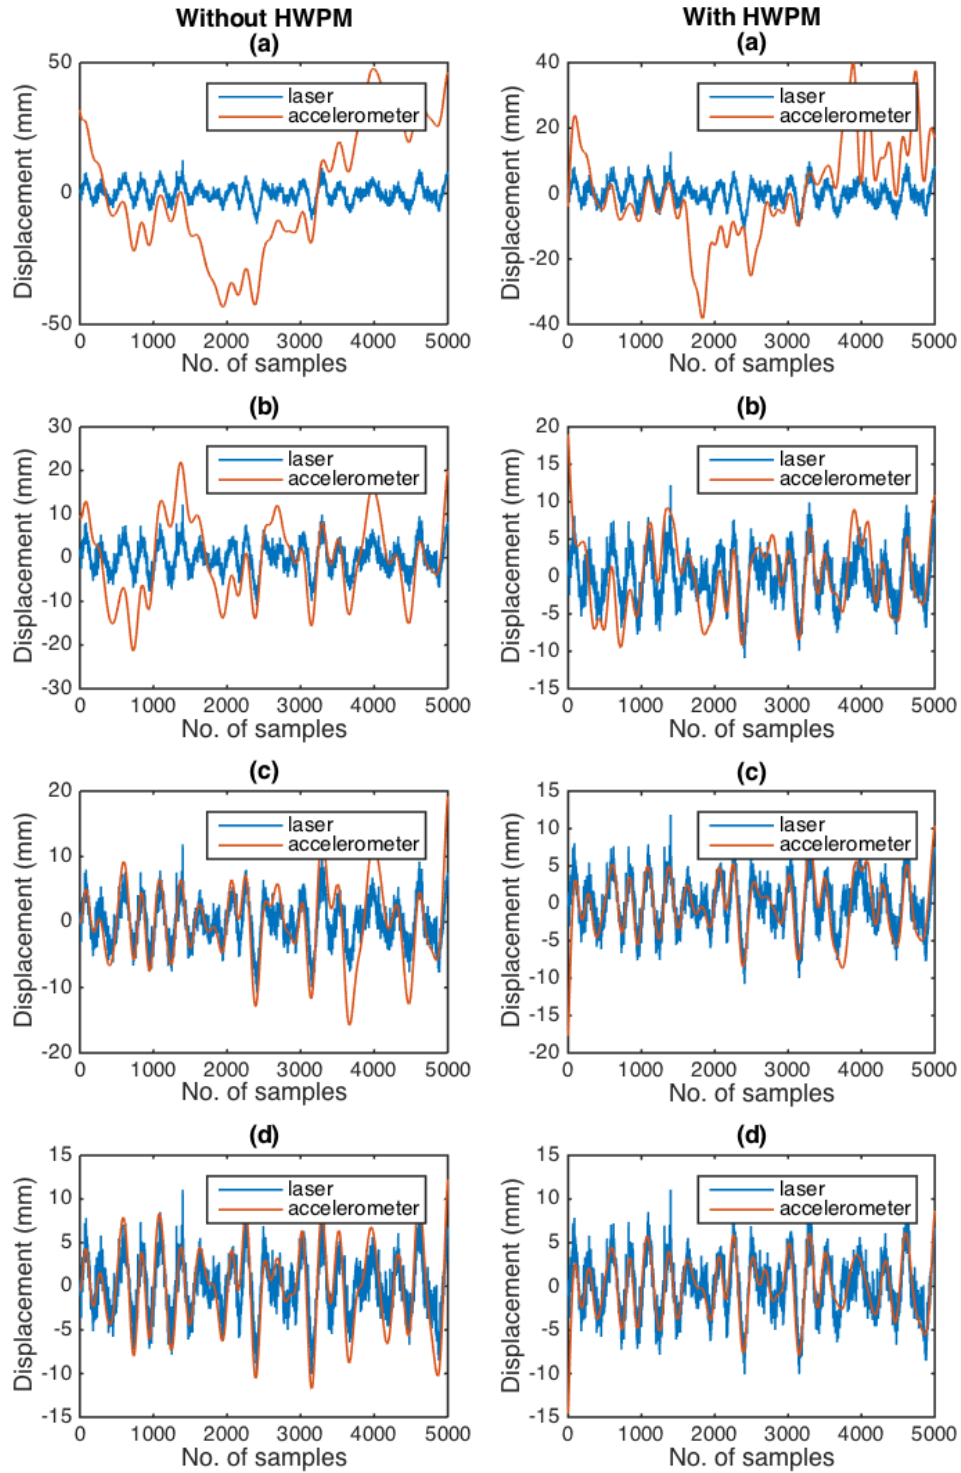 Without HWPM
With HWPM
(a)
(a)
50
0
-50
Displacement (mm)
laser
accelerometer
0 1000 2000 3000 4000 5000
No. of samples
40
20
0
-20
-40
Displacement (mm)
laser
accelerometer
0 1000 2000 3000 4000 5000
No. of samples
(b)
(b)
30
20
10
0
-10
-20
-30
Displacement (mm)
laser
accelerometer
0 1000 2000 3000 4000 5000
No. of samples
20
15
10
5
0
-5
-10
-15
Displacement (mm)
laser
accelerometer
0 1000 2000 3000 4000 5000
No. of samples
(c)
(c)
20
10
0
-10
-20
Displacement (mm)
laser
accelerometer
0 1000 2000 3000 4000 5000
No. of samples
15
10
5
0
-5
-10
-15
-20
Displacement (mm)
laser
accelerometer
0 1000 2000 3000 4000 5000
No. of samples
(d)
(d)
15
10
5
0
-5
-10
-15
Displacement (mm)
laser
accelerometer
0 1000 2000 3000 4000 5000
No. of samples
15
10
5
0
-5
-10
-15
Displacement (mm)
laser
accelerometer
0 1000 2000 3000 4000 5000
No. of samples